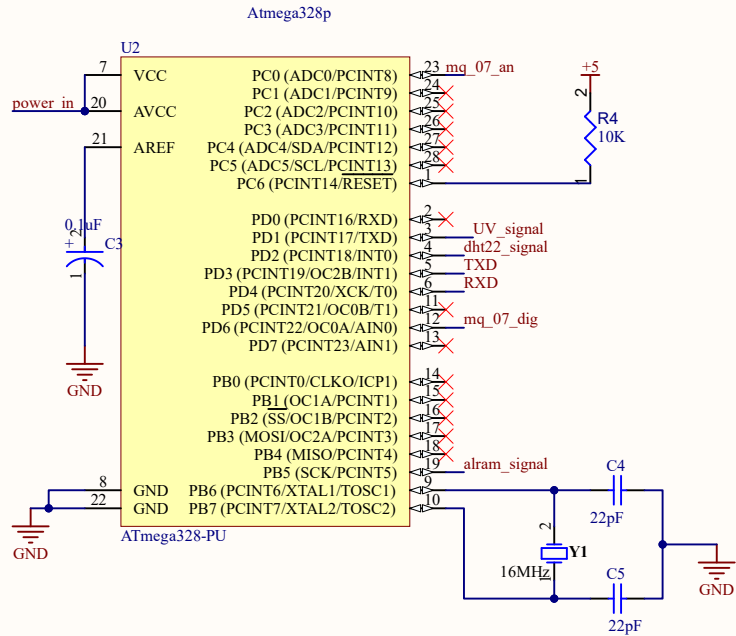 Atmega328p
U2
7 VCC
power_in
20 AVCC
21 AREF
0.1uF
+
2
C3
1
GND
8 GND
22 GND
GND
PC0 (ADC0/PCINT8) 23 mq_07_an
PC1 (ADC1/PCINT9) 24
PC2 (ADC2/PCINT10) 25
PC3 (ADC3/PCINT11) 26
PC4 (ADC4/SDA/PCINT12) 27
PC5 (ADC5/SCL/PCINT13) 28
PC6 (PCINT14/RESET) 1
PD0 (PCINT16/RXD) 2
PD1 (PCINT17/TXD) 3 UV_signal
PD2 (PCINT18/INT0) 4 dht22_signal
PD3 (PCINT19/OC2B/INT1) 5 TXD
PD4 (PCINT20/XCK/T0) 6 RXD
PD5 (PCINT21/OC0B/T1) 11
PD6 (PCINT22/OC0A/AIN0) 12 mq_07_dig
PD7 (PCINT23/AIN1) 13
PB0 (PCINT0/CLKO/ICP1) 14
PB1 (OC1A/PCINT1) 15
PB2 (SS/OC1B/PCINT2) 16
PB3 (MOSI/OC2A/PCINT3) 17
PB4 (MISO/PCINT4) 18
PB5 (SCK/PCINT5) 19 alram_signal
PB6 (PCINT6/XTAL1/TOSC1) 9
PB7 (PCINT7/XTAL2/TOSC2) 10
ATmega328-PU
+5
2
R4
10K
1
C4
22pF
2
Y1
16MHz
1
C5
22pF
GND